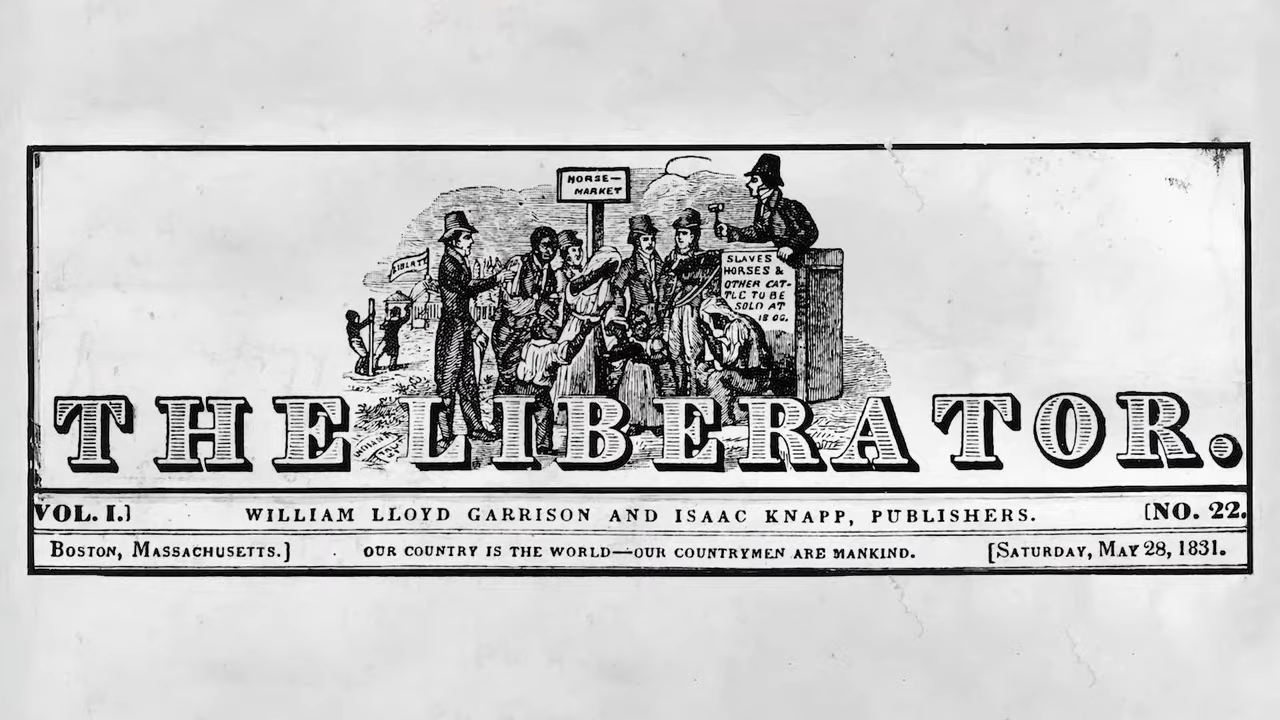 HORSE—
MARKET
SLAVES
HORSES &
OTHER CAT-
TLE TO BE
SOLD AT
THE LIBERATOR.
VOL. I.]
WILLIAM LLOYD GARRISON AND ISAAC KNAPP, PUBLISHERS.
[NO. 22.
BOSTON, MASSACHUSETTS.]
OUR COUNTRY IS THE WORLD—OUR COUNTRYMEN ARE MANKIND.
[SATURDAY, MAY 28, 1831.